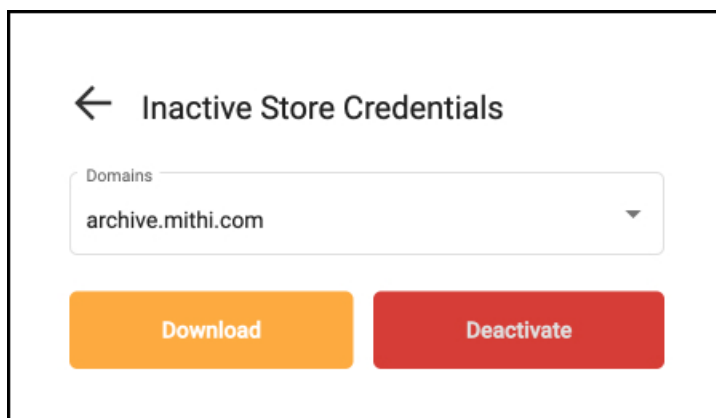 Inactive Store Credentials
Domains
archive.mithi.com
Download Deactivate